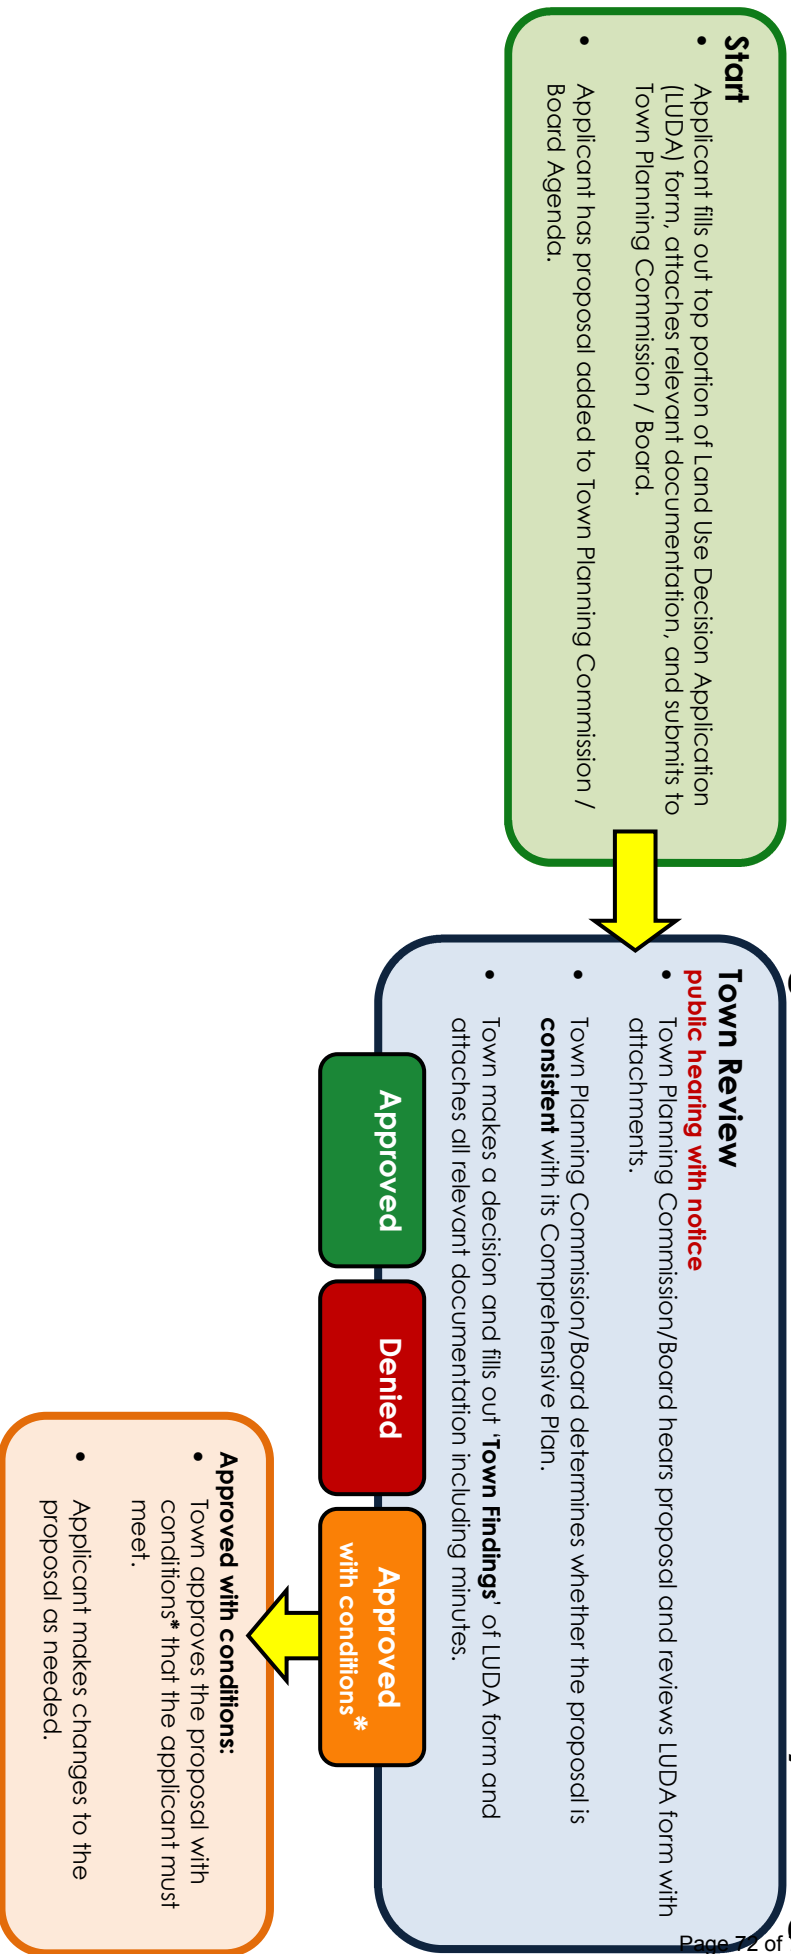 Start
• Applicant fills out top portion of Land Use Decision Application
(LUDA) form, attaches relevant documentation, and submits to
Town Planning Commission / Board.
• Applicant has proposal added to Town Planning Commission /
Board Agenda.
Town Review
public hearing with notice
• Town Planning Commission/Board hears proposal and reviews LUDA form with
attachments.
• Town Planning Commission/Board determines whether the proposal is
consistent with its Comprehensive Plan.
• Town makes a decision and fills out ‘Town Findings’ of LUDA form and
attaches all relevant documentation including minutes.
Approved
Denied
Approved
with conditions*
Approved with conditions:
• Town approves the proposal with
conditions* that the applicant must
meet.
• Applicant makes changes to the
proposal as needed.
Page 72 of